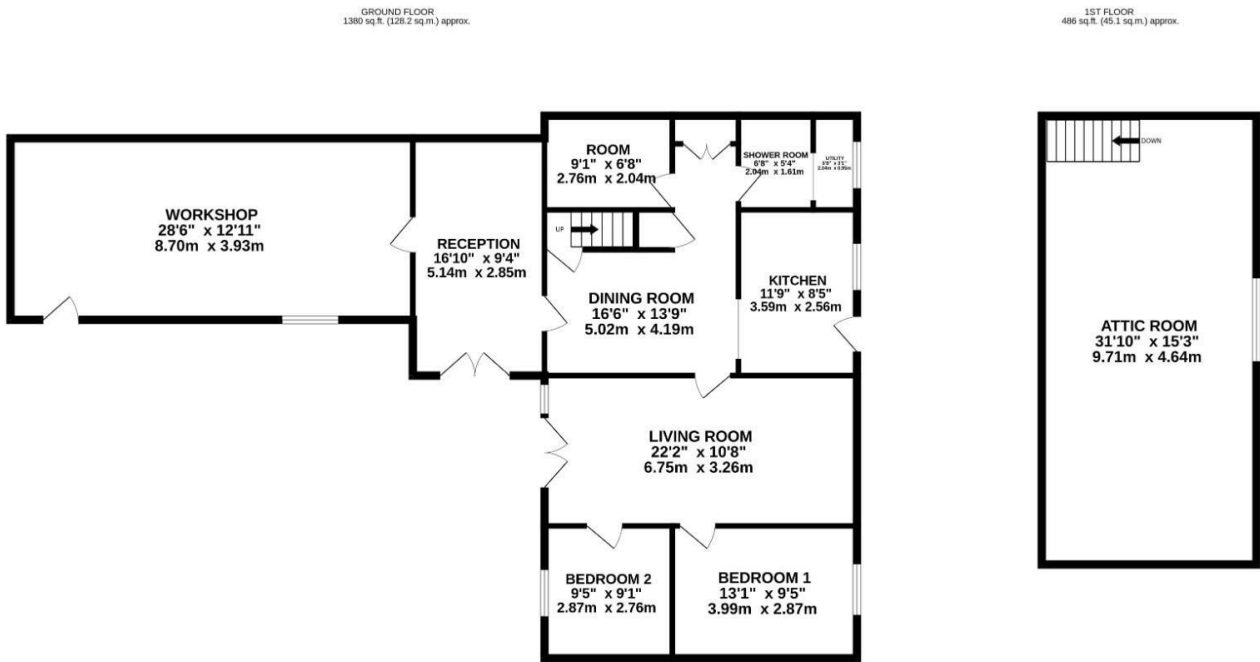 GROUND FLOOR
1380 sq.ft. (128.2 sq.m.) approx.
1ST FLOOR
486 sq.ft. (45.1 sq.m.) approx.
WORKSHOP
28'6" x 12'11"
8.70m x 3.93m
RECEPTION
16'10" x 9'4"
5.14m x 2.85m
ROOM
9'1" x 6'8"
2.76m x 2.04m
SHOWER ROOM
6'8" x 5'4"
2.04m x 1.61m
UTILITY
UP
DINING ROOM
16'6" x 13'9"
5.02m x 4.19m
KITCHEN
11'9" x 8'5"
3.59m x 2.56m
LIVING ROOM
22'2" x 10'8"
6.75m x 3.26m
BEDROOM 2
9'5" x 9'1"
2.87m x 2.76m
BEDROOM 1
13'1" x 9'5"
3.99m x 2.87m
DOWN
ATTIC ROOM
31'10" x 15'3"
9.71m x 4.64m